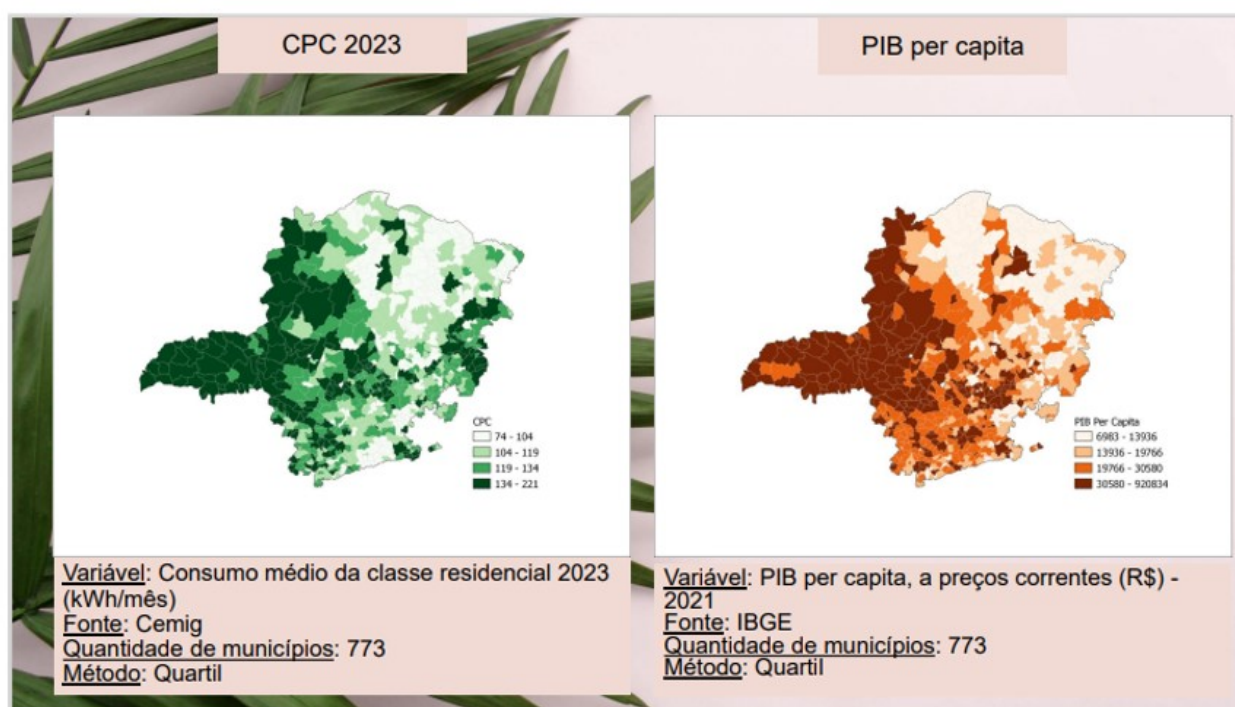 CPC 2023
PIB per capita
CPC
74 - 104
104 - 119
119 - 134
134 - 221
PIB Per Capita
6983 - 13936
13936 - 19766
19766 - 30580
30580 - 920834
Variável: Consumo médio da classe residencial 2023
(kWh/mês)
Fonte: Cemig
Quantidade de municípios: 773
Método: Quartil
Variável: PIB per capita, a preços correntes (R$) -
2021
Fonte: IBGE
Quantidade de municípios: 773
Método: Quartil